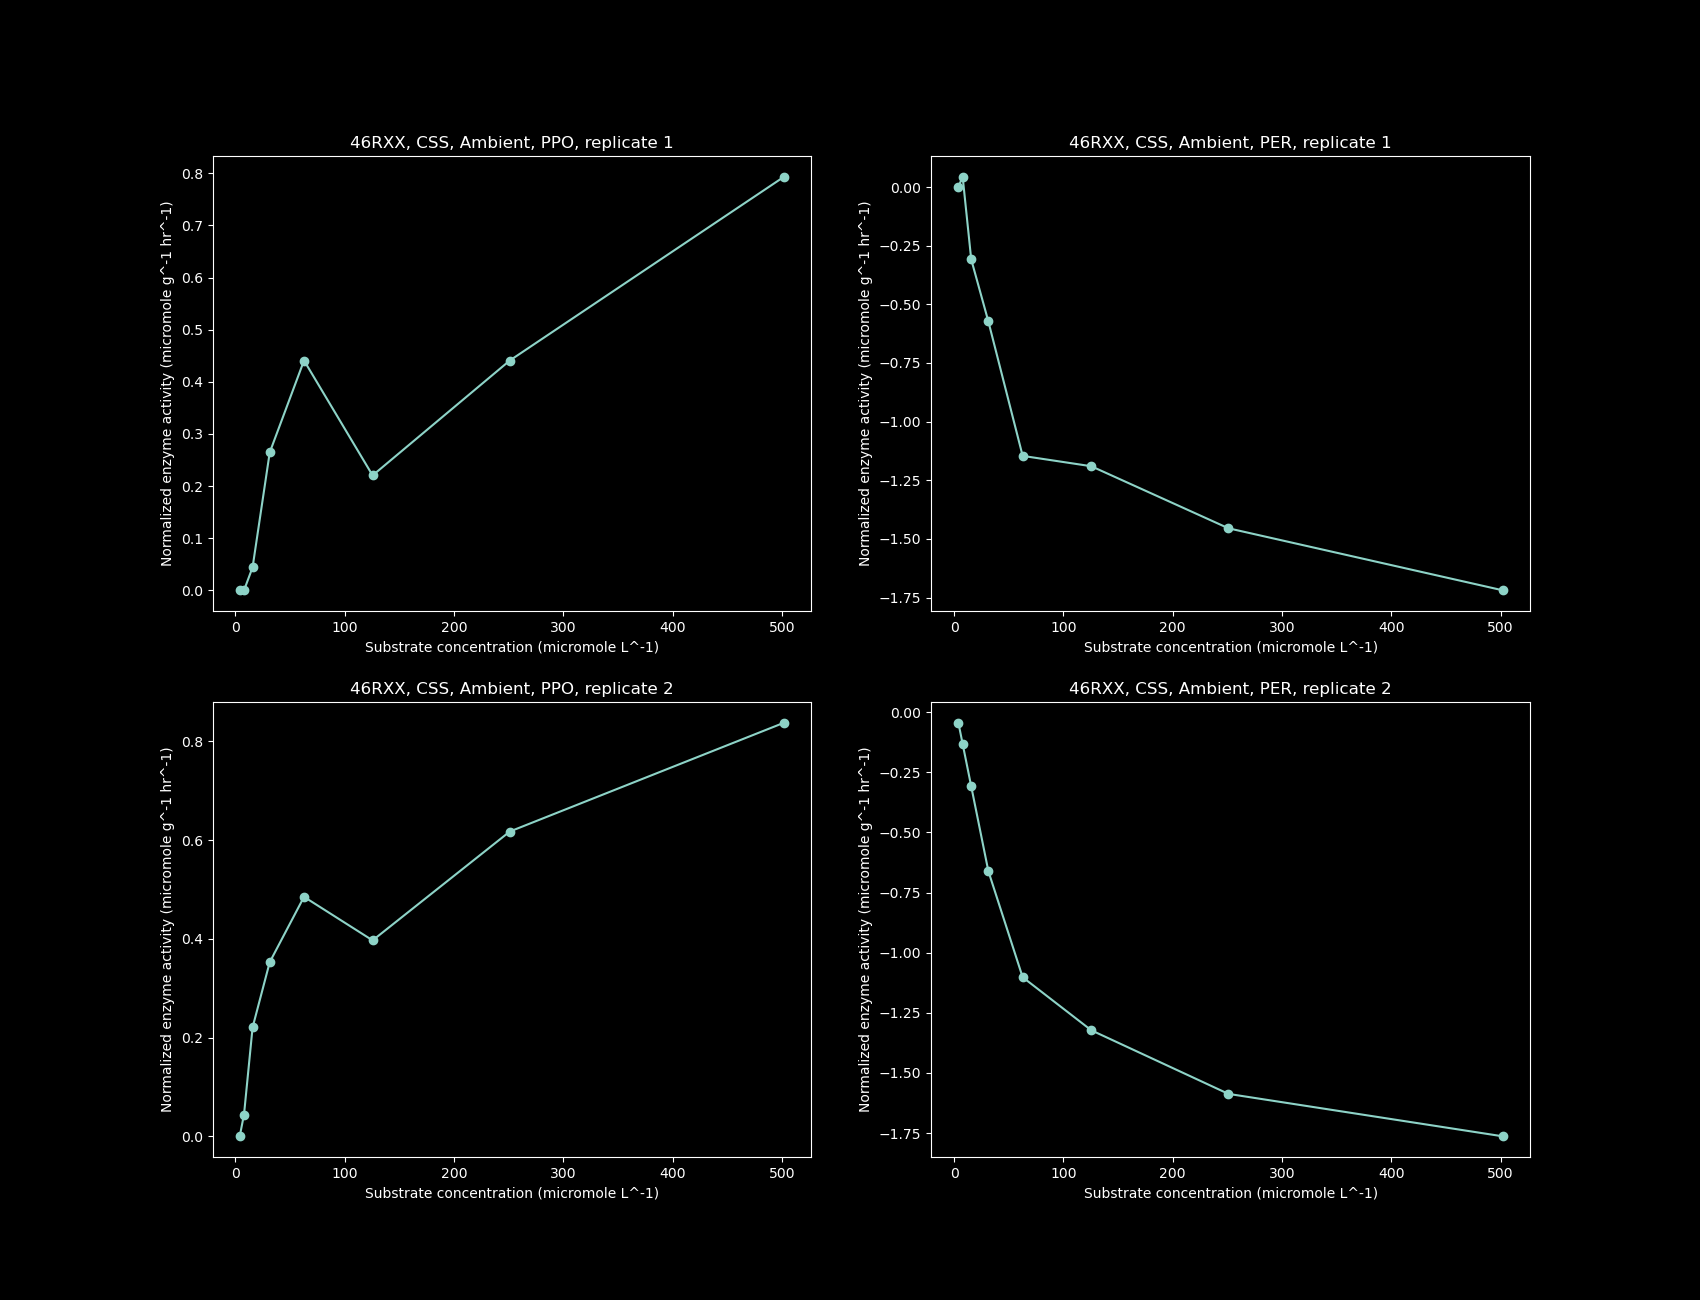 46RXX, CSS, Ambient, PPO, replicate 1
Normalized enzyme activity (micromole g^-1 hr^-1)
0.8
0.7
0.6
0.5
0.4
0.3
0.2
0.1
0.0
0 100 200 300 400 500
Substrate concentration (micromole L^-1)
46RXX, CSS, Ambient, PER, replicate 1
Normalized enzyme activity (micromole g^-1 hr^-1)
0.00
−0.25
−0.50
−0.75
−1.00
−1.25
−1.50
−1.75
0 100 200 300 400 500
Substrate concentration (micromole L^-1)
46RXX, CSS, Ambient, PPO, replicate 2
Normalized enzyme activity (micromole g^-1 hr^-1)
0.8
0.6
0.4
0.2
0.0
0 100 200 300 400 500
Substrate concentration (micromole L^-1)
46RXX, CSS, Ambient, PER, replicate 2
Normalized enzyme activity (micromole g^-1 hr^-1)
0.00
−0.25
−0.50
−0.75
−1.00
−1.25
−1.50
−1.75
0 100 200 300 400 500
Substrate concentration (micromole L^-1)